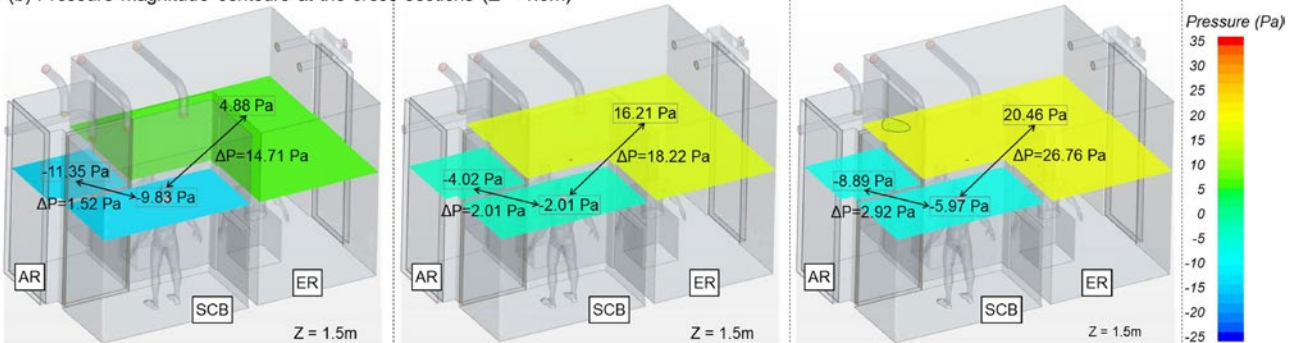 (b) Pressure magnitude contours at the cross sections
Pressure (Pa)
35
30
25
20
15
10
5
0
-5
-10
-15
-20
-25
4.88 Pa
ΔP=14.71 Pa
-11.35 Pa
-9.83 Pa
ΔP=1.52 Pa
AR
ER
SCB
Z = 1.5m
16.21 Pa
ΔP=18.22 Pa
-4.02 Pa
-2.01 Pa
ΔP=2.01 Pa
AR
ER
SCB
Z = 1.5m
20.46 Pa
ΔP=26.76 Pa
-8.89 Pa
-5.97 Pa
ΔP=2.92 Pa
AR
ER
SCB
Z = 1.5m